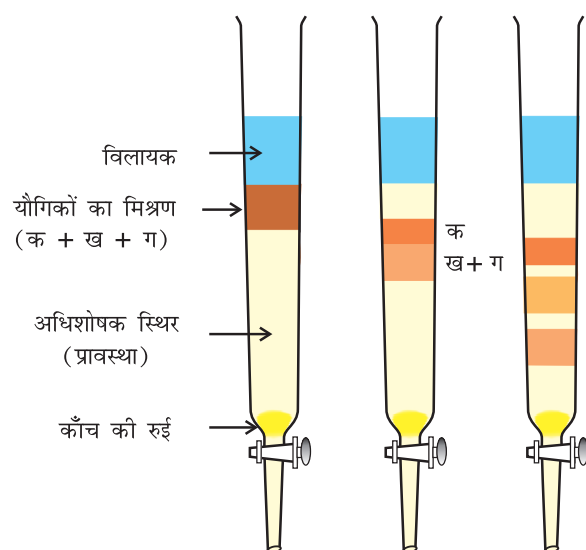 विलायक
यौगिकों का मिश्रण
(क + ख + ग)
क
ख+ ग
अधिशोषक स्थिर
(प्रावस्था)
काँच की रुई